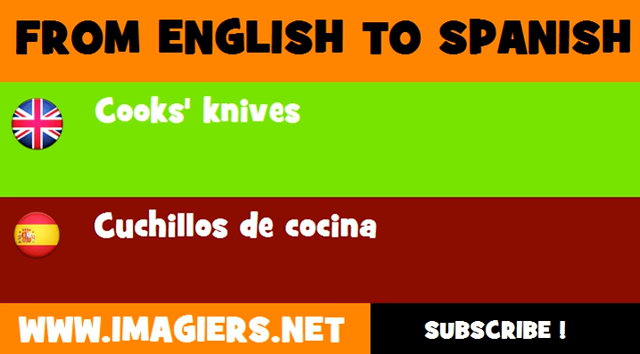 FROM ENGLISH TO SPANISH
Cooks' knives
Cuchillos de cocina
WWW.IMAGIERS.NET
SUBSCRIBE !